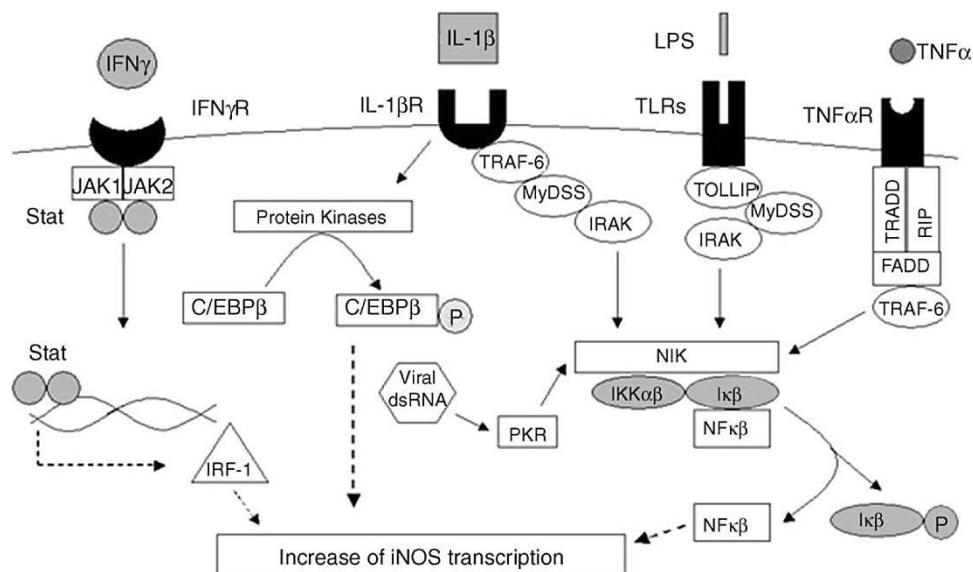 IFNγ
IL-1β
LPS
TNFα
IFNγR
IL-1βR
TLRs
TNFαR
JAK1
JAK2
Stat
TRAF-6
MyDSS
IRAK
TOLLIP
MyDSS
IRAK
TRADD
RIP
FADD
TRAF-6
Protein Kinases
C/EBPβ
C/EBPβ
P
Stat
Viral
dsRNA
PKR
NIK
IKKαβ
Iκβ
NFκβ
IRF-1
NFκβ
Iκβ
P
Increase of iNOS transcription